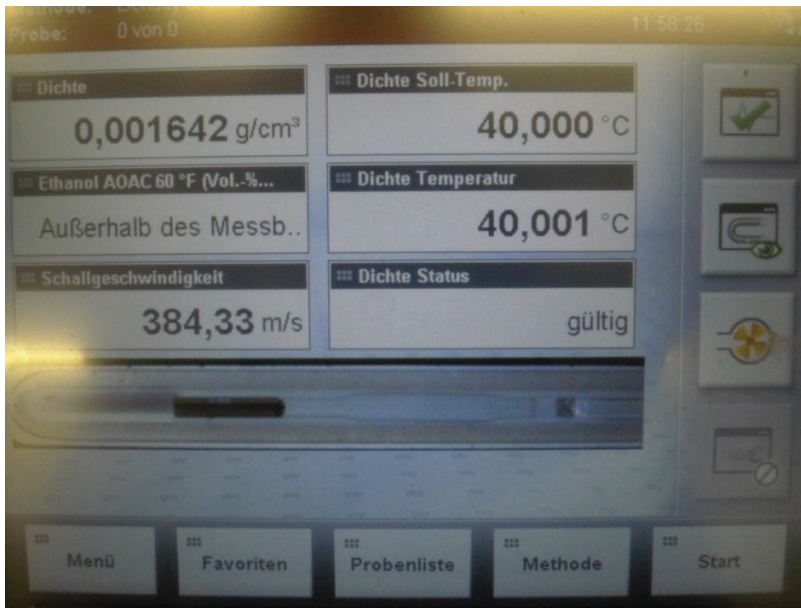 Methode: Density &
Probe: 0 von 0 11:58:28
Dichte
0,001642 g/cm³
Dichte Soll-Temp.
40,000 °C
Ethanol AOAC 60 °F (Vol.-%...
Außerhalb des Messb..
Dichte Temperatur
40,001 °C
Schallgeschwindigkeit
384,33 m/s
Dichte Status
gültig
Menü
Favoriten
Probenliste
Methode
Start